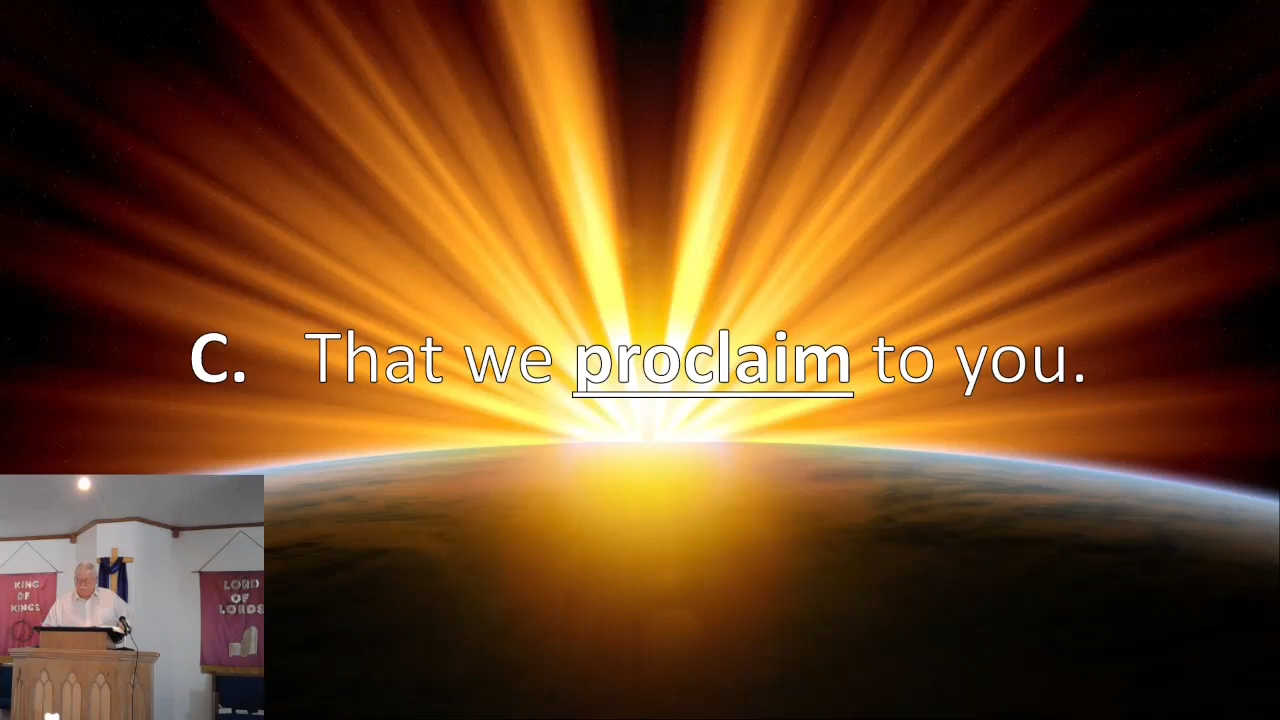 C. That we proclaim to you.
KING
OF
KINGS
LORD
OF
LORDS